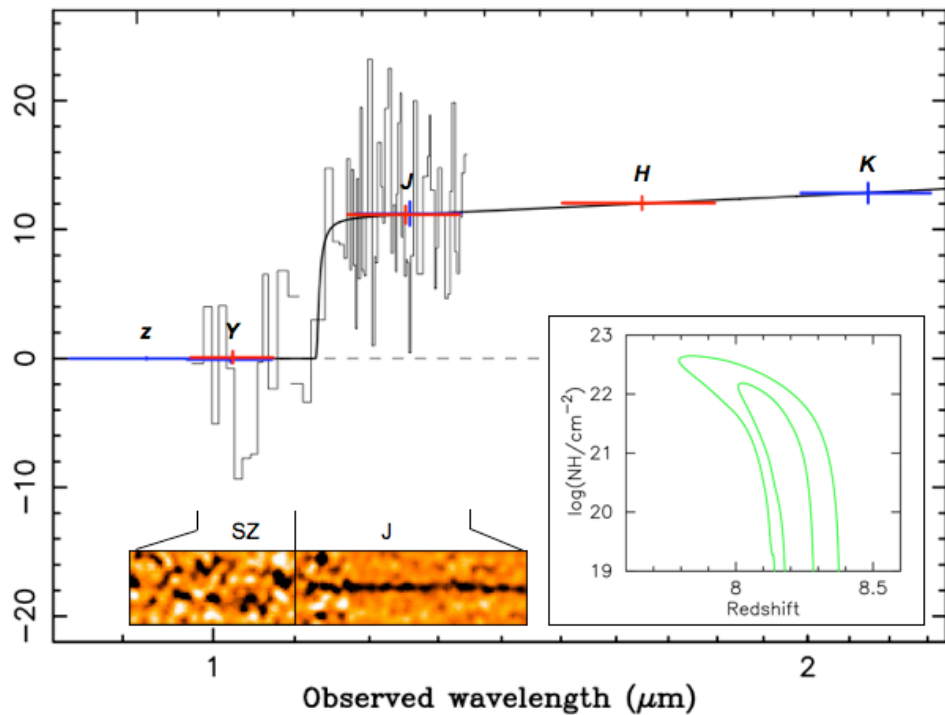 20
10
0
−10
−20
z
Y
J
H
K
SZ
J
23
22
21
20
19
log(NH/cm⁻²)
8
8.5
Redshift
1
2
Observed wavelength (μm)